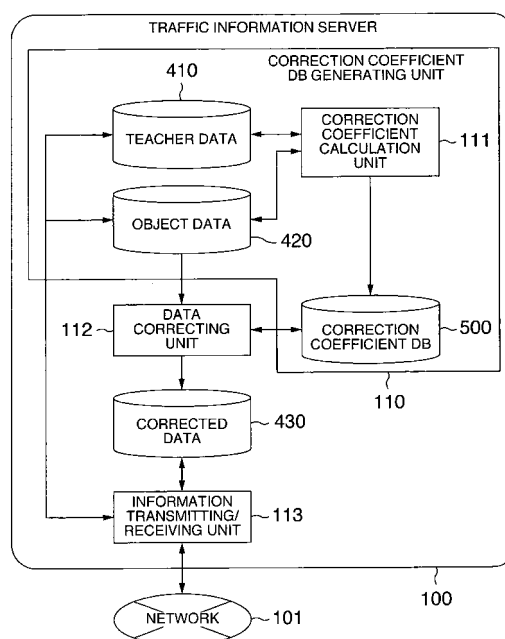 TRAFFIC INFORMATION SERVER
CORRECTION COEFFICIENT
DB GENERATING UNIT
410
TEACHER DATA
CORRECTION
COEFFICIENT
CALCULATION
UNIT
111
OBJECT DATA
420
112
DATA
CORRECTING
UNIT
CORRECTION
COEFFICIENT DB
500
110
CORRECTED
DATA
430
INFORMATION
TRANSMITTING/
RECEIVING UNIT
113
100
NETWORK
101